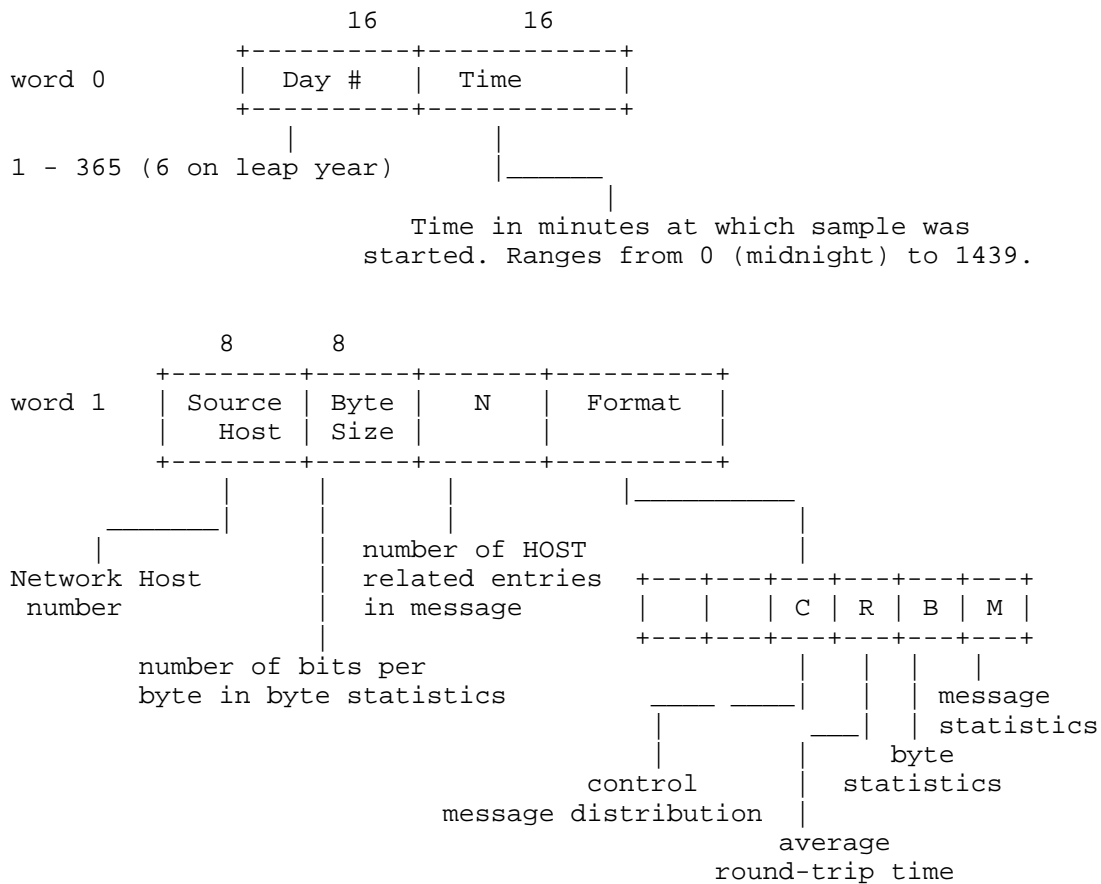 16 16
word 0 Day # Time
1 - 365 (6 on leap year)
Time in minutes at which sample was
started. Ranges from 0 (midnight) to 1439.
8 8
word 1 Source Byte N Format
Host Size
number of HOST
Network Host related entries
number in message C R B M
number of bits per
byte in byte statistics message
statistics
byte
control statistics
message distribution
average
round-trip time